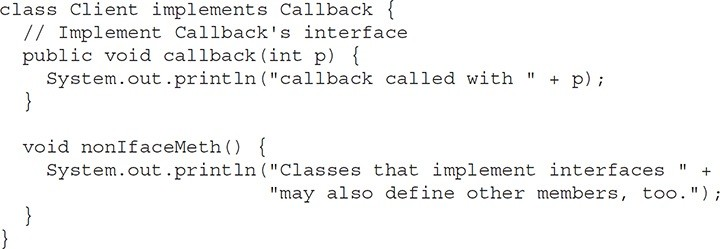 class Client implements Callback {
  // Implement Callback's interface
  public void callback(int p) {
    System.out.println("callback called with " + p);
  }

  void nonIfaceMeth() {
    System.out.println("Classes that implement interfaces " +
                       "may also define other members, too.");
  }
}